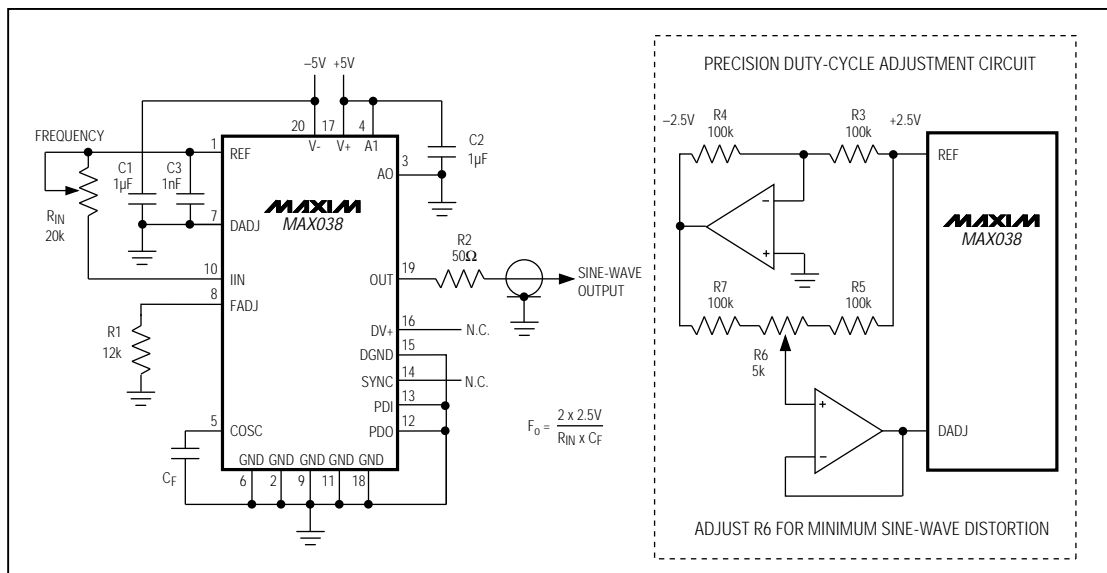 –5V +5V
20 17 4
V- V+ A1
FREQUENCY
1
REF
C1
1µF
C3
1nF
C2
1µF
3
AO
MAXIM
MAX038
RIN
20k
7
DADJ
10
IIN
8
FADJ
R1
12k
R2
50Ω
OUT
19
SINE-WAVE
OUTPUT
DV+
16
N.C.
DGND
15
SYNC
14
N.C.
PDI
13
PDO
12
5
COSC
CF
GND GND GND GND GND
6 2 9 11 18
Fo = 2 x 2.5V
RIN x CF
PRECISION DUTY-CYCLE ADJUSTMENT CIRCUIT
–2.5V
R4
100k
R3
100k
+2.5V
REF
MAXIM
MAX038
–
+
R7
100k
R5
100k
R6
5k
+
–
DADJ
ADJUST R6 FOR MINIMUM SINE-WAVE DISTORTION